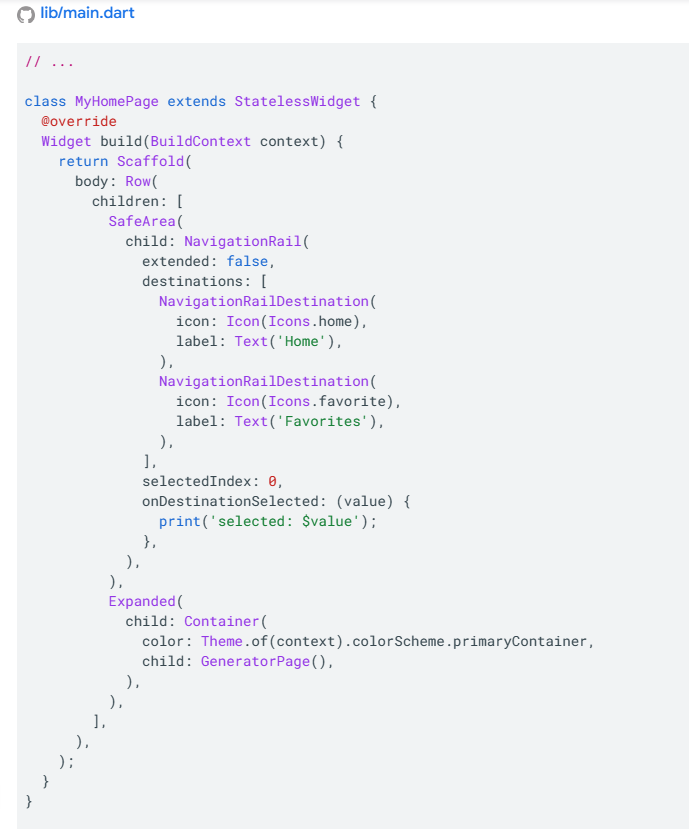 lib/main.dart
// ...
class MyHomePage extends StatelessWidget {
  @override
  Widget build(BuildContext context) {
    return Scaffold(
      body: Row(
        children: [
          SafeArea(
            child: NavigationRail(
              extended: false,
              destinations: [
                NavigationRailDestination(
                  icon: Icon(Icons.home),
                  label: Text('Home'),
                ),
                NavigationRailDestination(
                  icon: Icon(Icons.favorite),
                  label: Text('Favorites'),
                ),
              ],
              selectedIndex: 0,
              onDestinationSelected: (value) {
                print('selected: $value');
              },
            ),
          ),
          Expanded(
            child: Container(
              color: Theme.of(context).colorScheme.primaryContainer,
              child: GeneratorPage(),
            ),
          ),
        ],
      ),
    );
  }
}